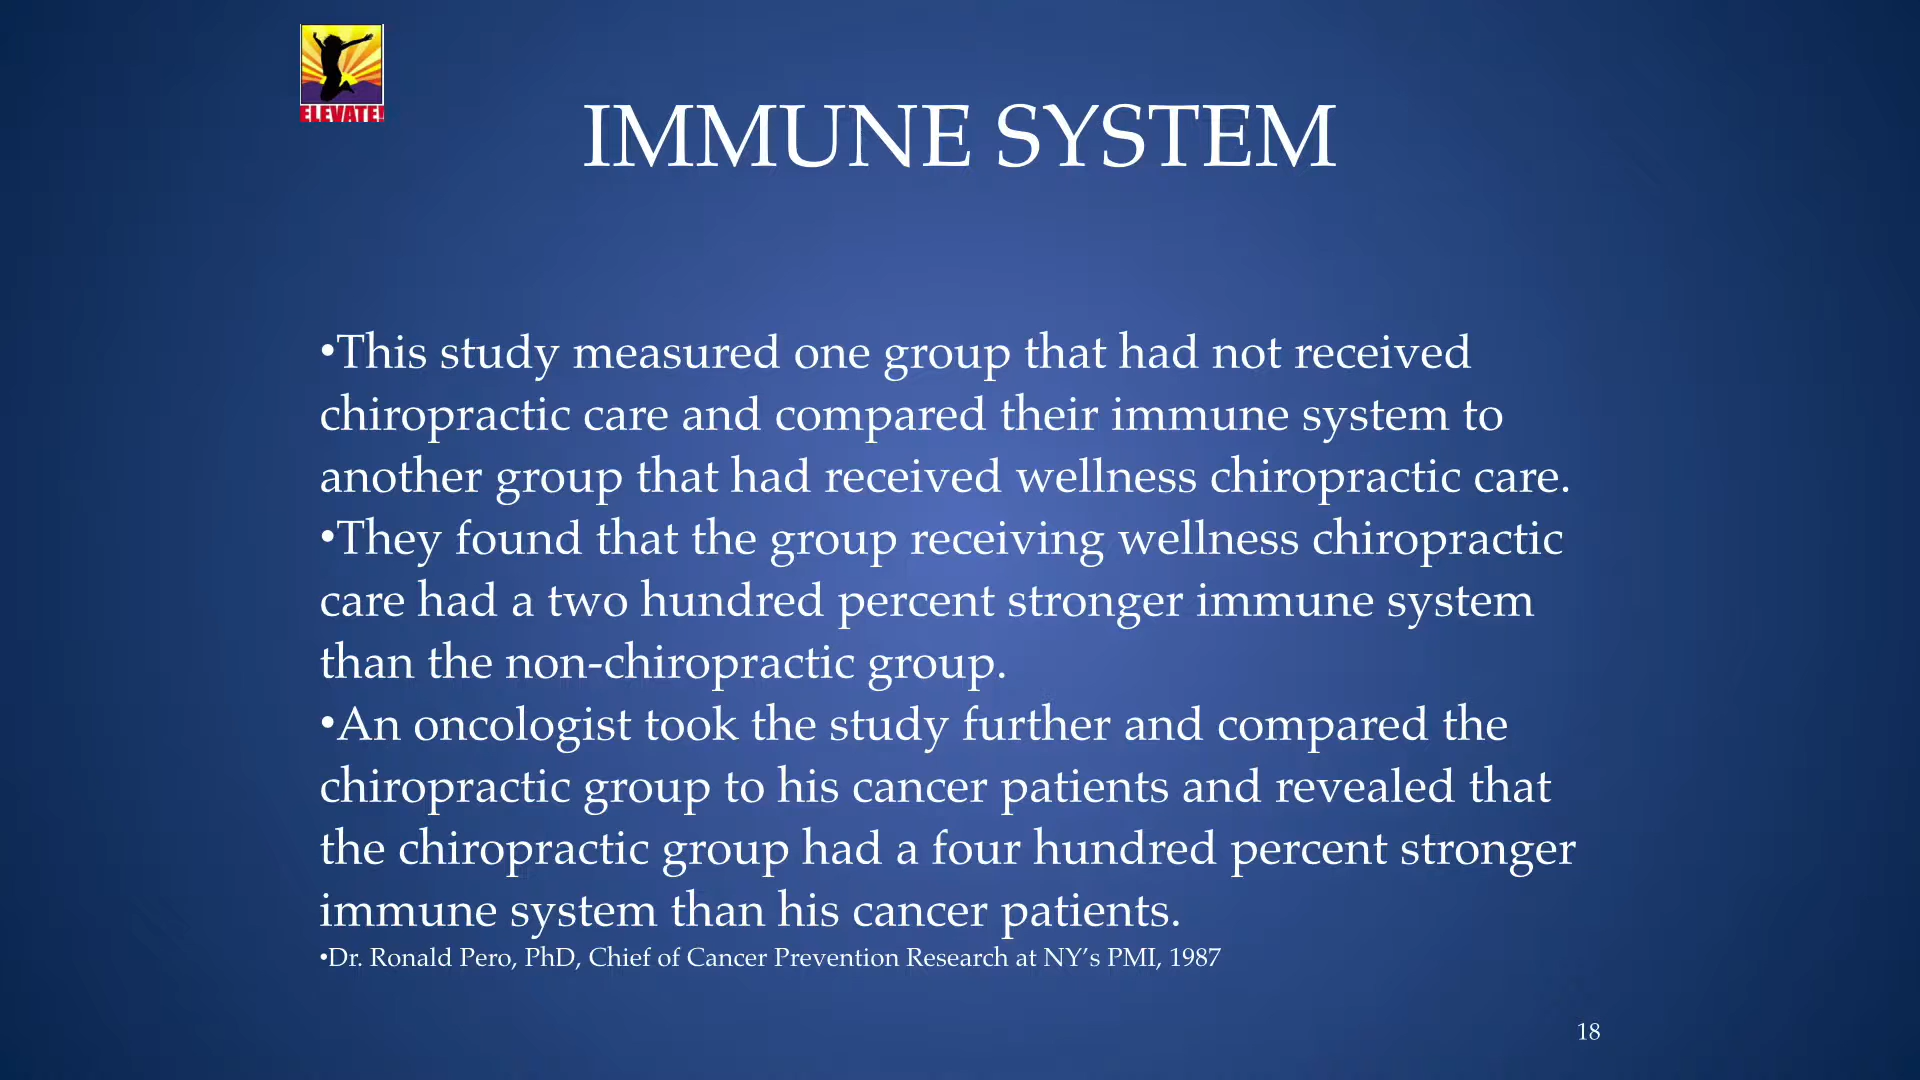 ELEVATE!
IMMUNE SYSTEM
•This study measured one group that had not received
chiropractic care and compared their immune system to
another group that had received wellness chiropractic care.
•They found that the group receiving wellness chiropractic
care had a two hundred percent stronger immune system
than the non-chiropractic group.
•An oncologist took the study further and compared the
chiropractic group to his cancer patients and revealed that
the chiropractic group had a four hundred percent stronger
immune system than his cancer patients.
•Dr. Ronald Pero, PhD, Chief of Cancer Prevention Research at NY’s PMI, 1987
18